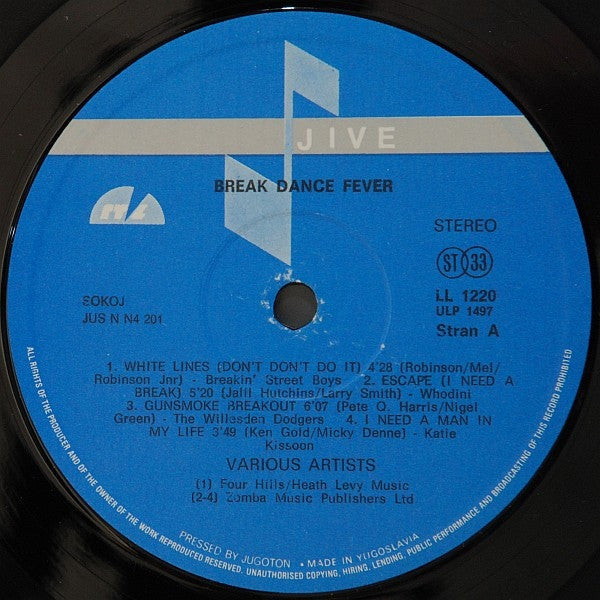 JIVE
BREAK DANCE FEVER
STEREO
ST 33
SOKOJ
JUS N N4 201
LL 1220
ULP 1497
Stran A
1. WHITE LINES (DON'T DON'T DO IT) 4'28 (Robinson/Mel/
Robinson Jnr) - Breakin' Street Boys 2. ESCAPE (I NEED A
BREAK) 5'20 (Jalil Hutchins/Larry Smith) - Whodini
3. GUNSMOKE BREAKOUT 6'07 (Pete Q. Harris/Nigel
Green) - The Willesden Dodgers 4. I NEED A MAN IN
MY LIFE 3'49 (Ken Gold/Micky Denne) - Katie
Kissoon
VARIOUS ARTISTS
(1) Four Hills/Heath Levy Music
(2-4) Zomba Music Publishers Ltd
PRESSED BY JUGOTON • MADE IN YUGOSLAVIA
ALL RIGHTS OF THE PRODUCER AND OF THE OWNER OF THE WORK REPRODUCED RESERVED. UNAUTHORISED COPYING, HIRING, LENDING, PUBLIC PERFORMANCE AND BROADCASTING OF THIS RECORD PROHIBITED